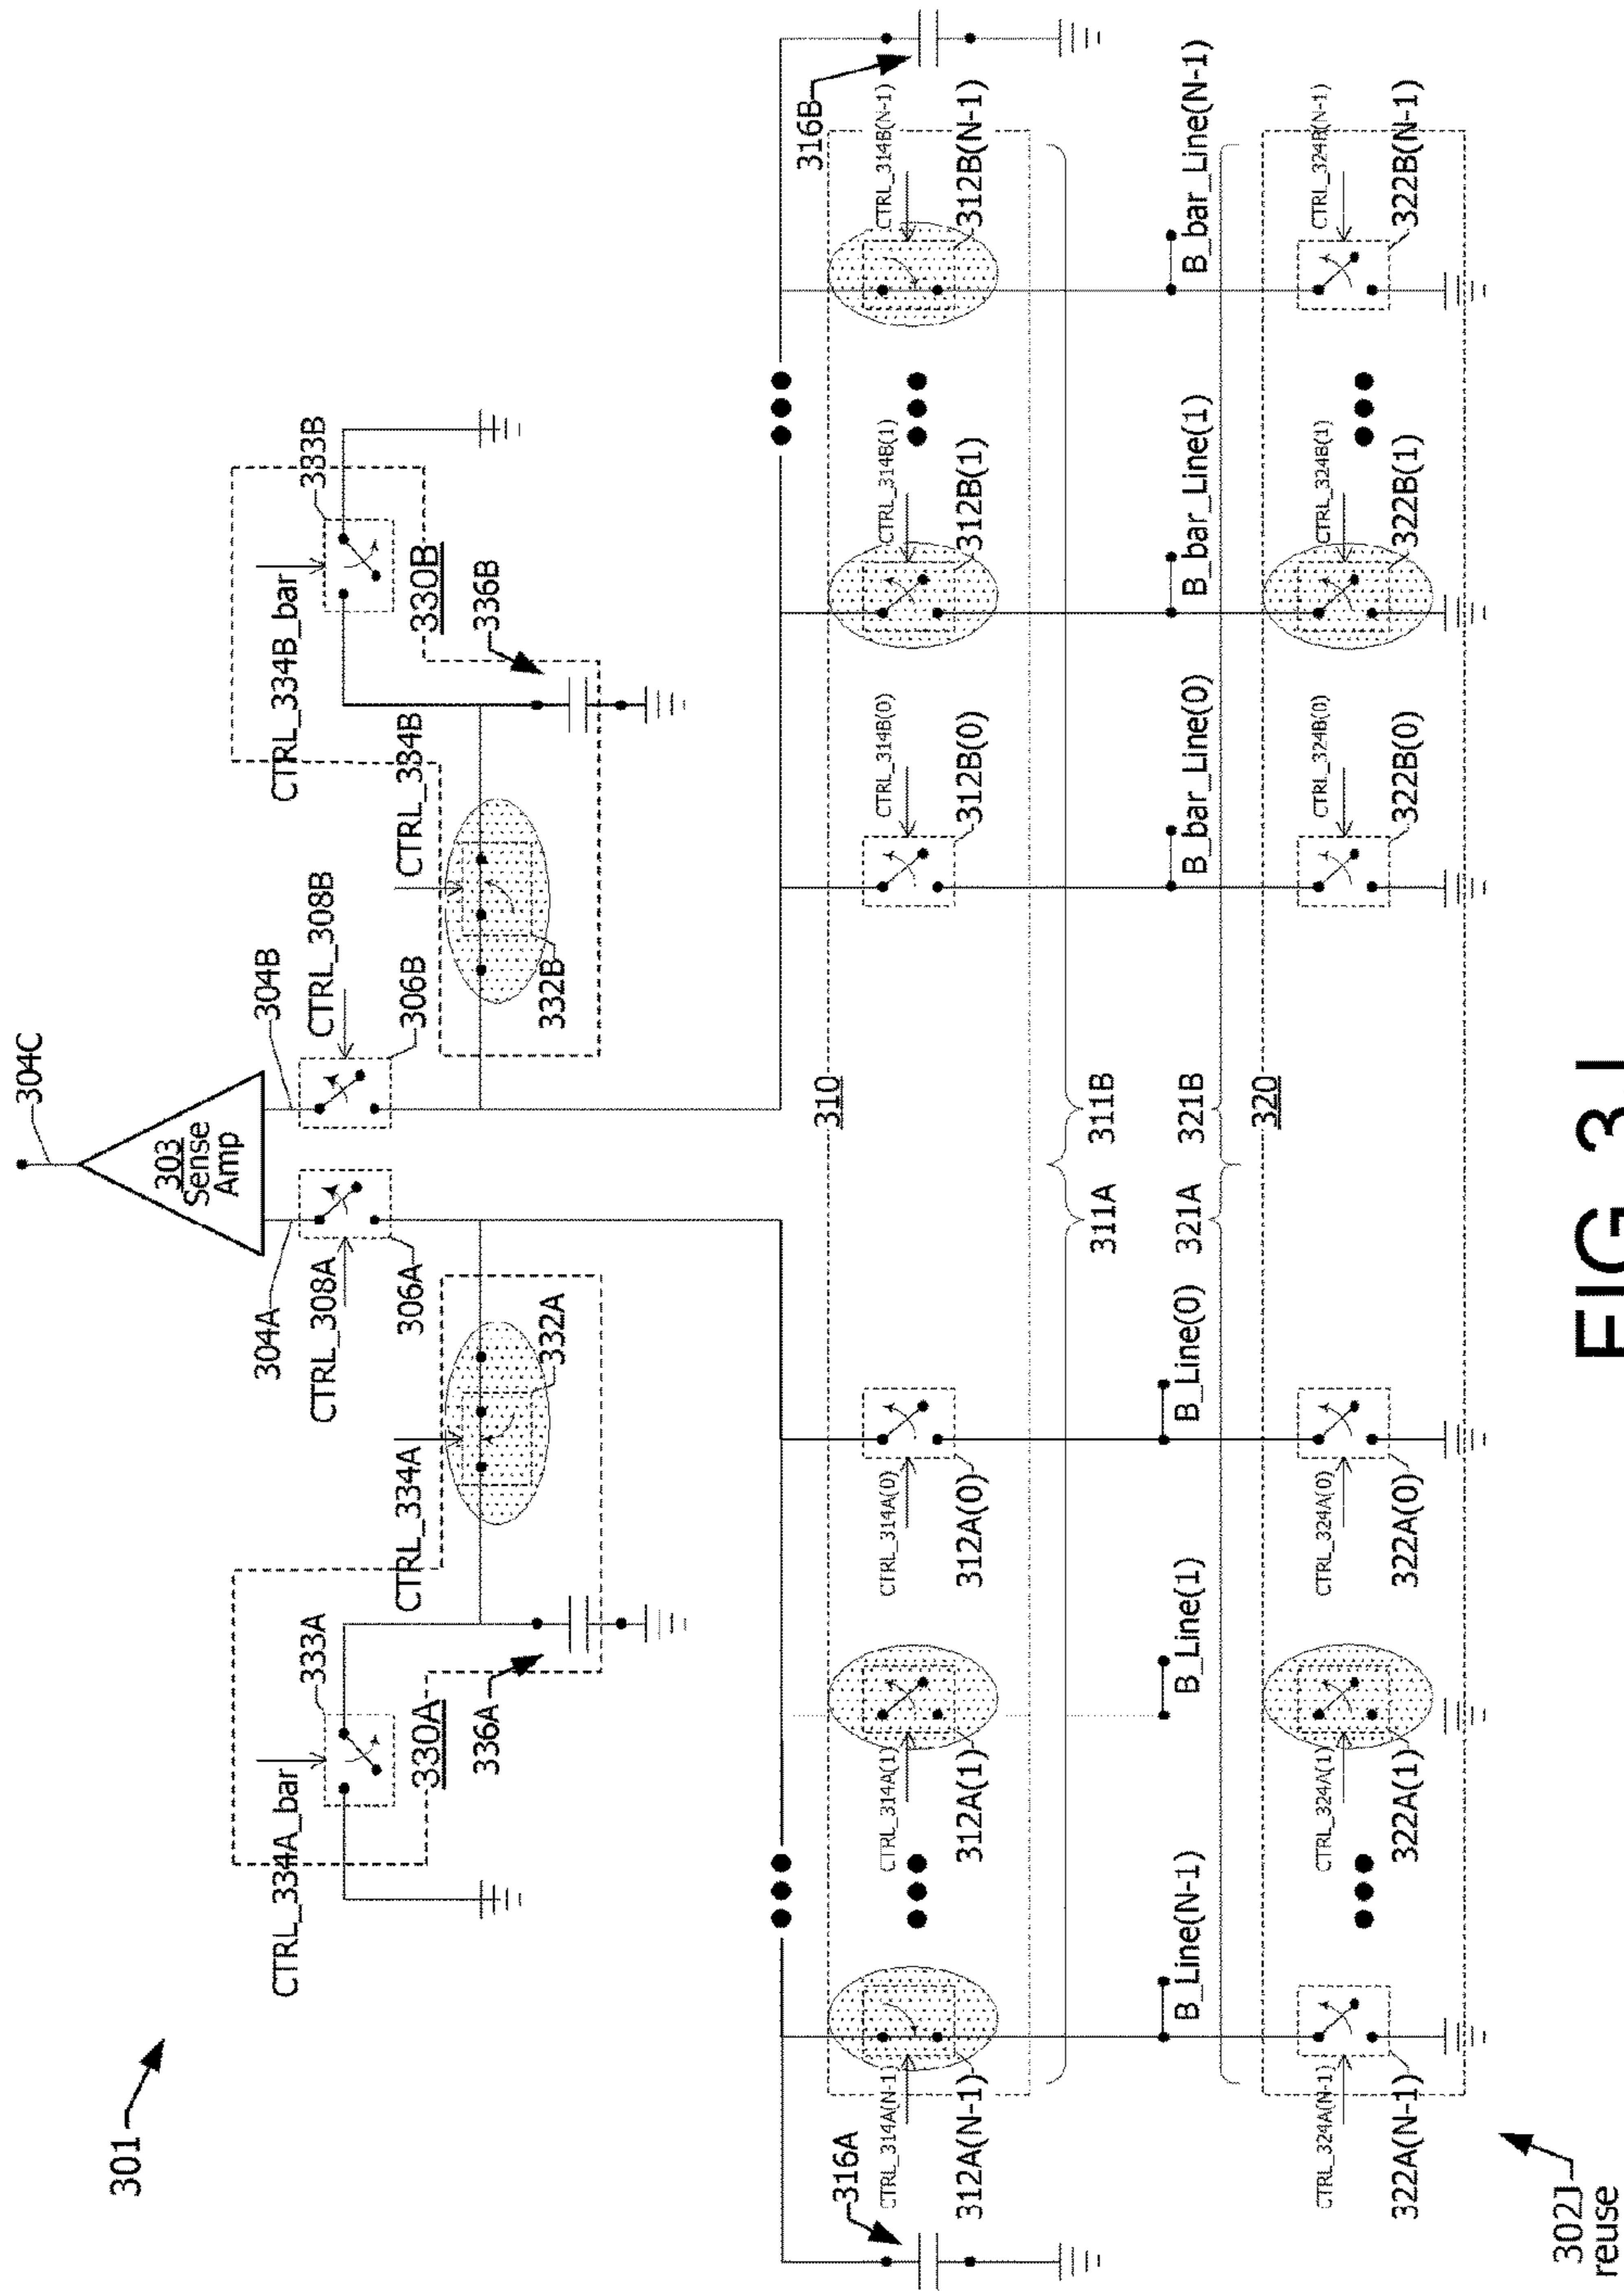 301
304C
303
Sense
Amp
304A
304B
CTRL_308A
CTRL_308B
306A
306B
CTRL_334A_bar
333A
CTRL_334A
330A
336A
332A
CTRL_334B_bar
333B
CTRL_334B
330B
336B
332B
316A
316B
310
CTRL_314A(N-1)
312A(N-1)
CTRL_314A(1)
312A(1)
CTRL_314A(0)
312A(0)
CTRL_314B(0)
312B(0)
CTRL_314B(1)
312B(1)
CTRL_314B(N-1)
312B(N-1)
311A
311B
B_Line(N-1)
B_Line(1)
B_Line(0)
B_bar_Line(0)
B_bar_Line(1)
B_bar_Line(N-1)
321A
321B
320
CTRL_324A(N-1)
322A(N-1)
CTRL_324A(1)
322A(1)
CTRL_324A(0)
322A(0)
CTRL_324B(0)
322B(0)
CTRL_324B(1)
322B(1)
CTRL_324B(N-1)
322B(N-1)
302J
reuse